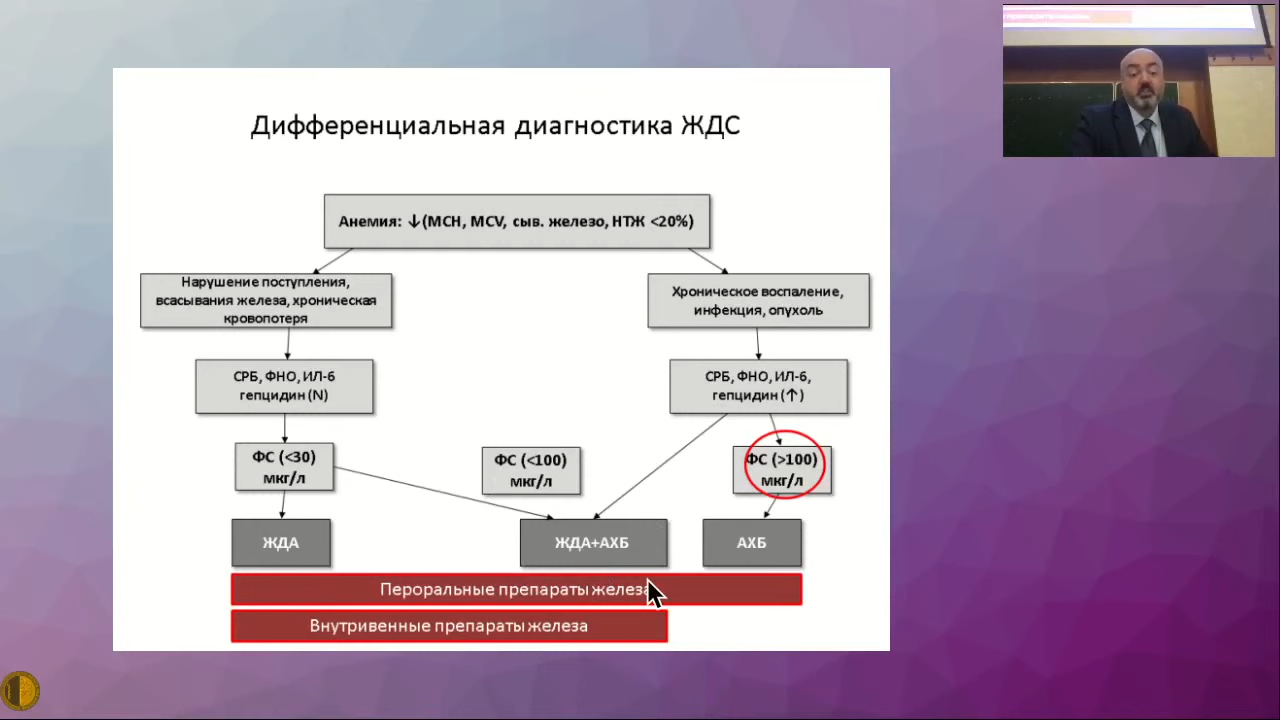 Дифференциальная диагностика ЖДС
Анемия: ↓(MCH, MCV, сыв. железо, НТЖ <20%)
Нарушение поступления,
всасывания железа, хроническая
кровопотеря
Хроническое воспаление,
инфекция, опухоль
СРБ, ФНО, ИЛ-6
гепцидин (N)
СРБ, ФНО, ИЛ-6,
гепцидин (↑)
ФС (<30)
мкг/л
ФС (<100)
мкг/л
ФС (>100)
мкг/л
ЖДА
ЖДА+АХБ
АХБ
Пероральные препараты железа
Внутривенные препараты железа